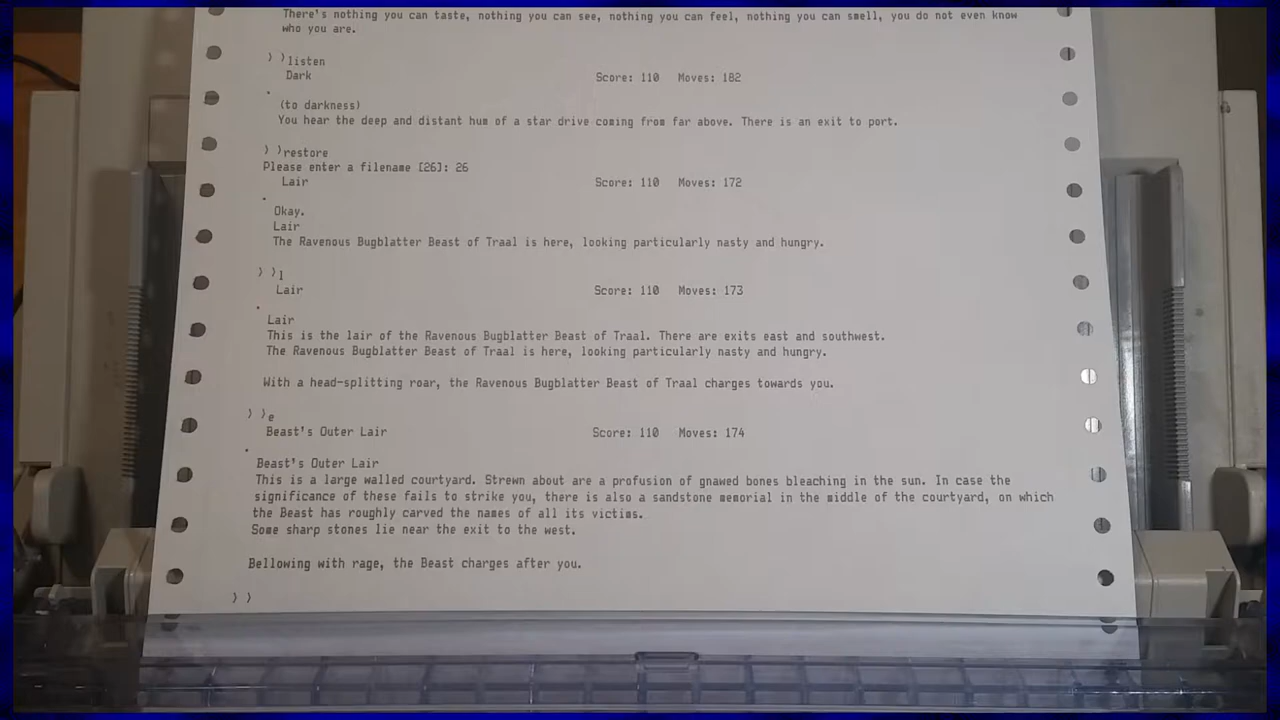 There's nothing you can taste, nothing you can see, nothing you can feel, nothing you can smell, you do not even know
who you are.
} }listen
Dark Score: 110 Moves: 182
(to darkness)
You hear the deep and distant hum of a star drive coming from far above. There is an exit to port.
} }restore
Please enter a filename [26]: 26
Lair Score: 110 Moves: 172
Okay.
Lair
The Ravenous Bugblatter Beast of Traal is here, looking particularly nasty and hungry.
} }l
Lair Score: 110 Moves: 173
Lair
This is the lair of the Ravenous Bugblatter Beast of Traal. There are exits east and southwest.
The Ravenous Bugblatter Beast of Traal is here, looking particularly nasty and hungry.
With a head-splitting roar, the Ravenous Bugblatter Beast of Traal charges towards you.
} }e
Beast's Outer Lair Score: 110 Moves: 174
Beast's Outer Lair
This is a large walled courtyard. Strewn about are a profusion of gnawed bones bleaching in the sun. In case the
significance of these fails to strike you, there is also a sandstone memorial in the middle of the courtyard, on which
the Beast has roughly carved the names of all its victims.
Some sharp stones lie near the exit to the west.
Bellowing with rage, the Beast charges after you.
} }